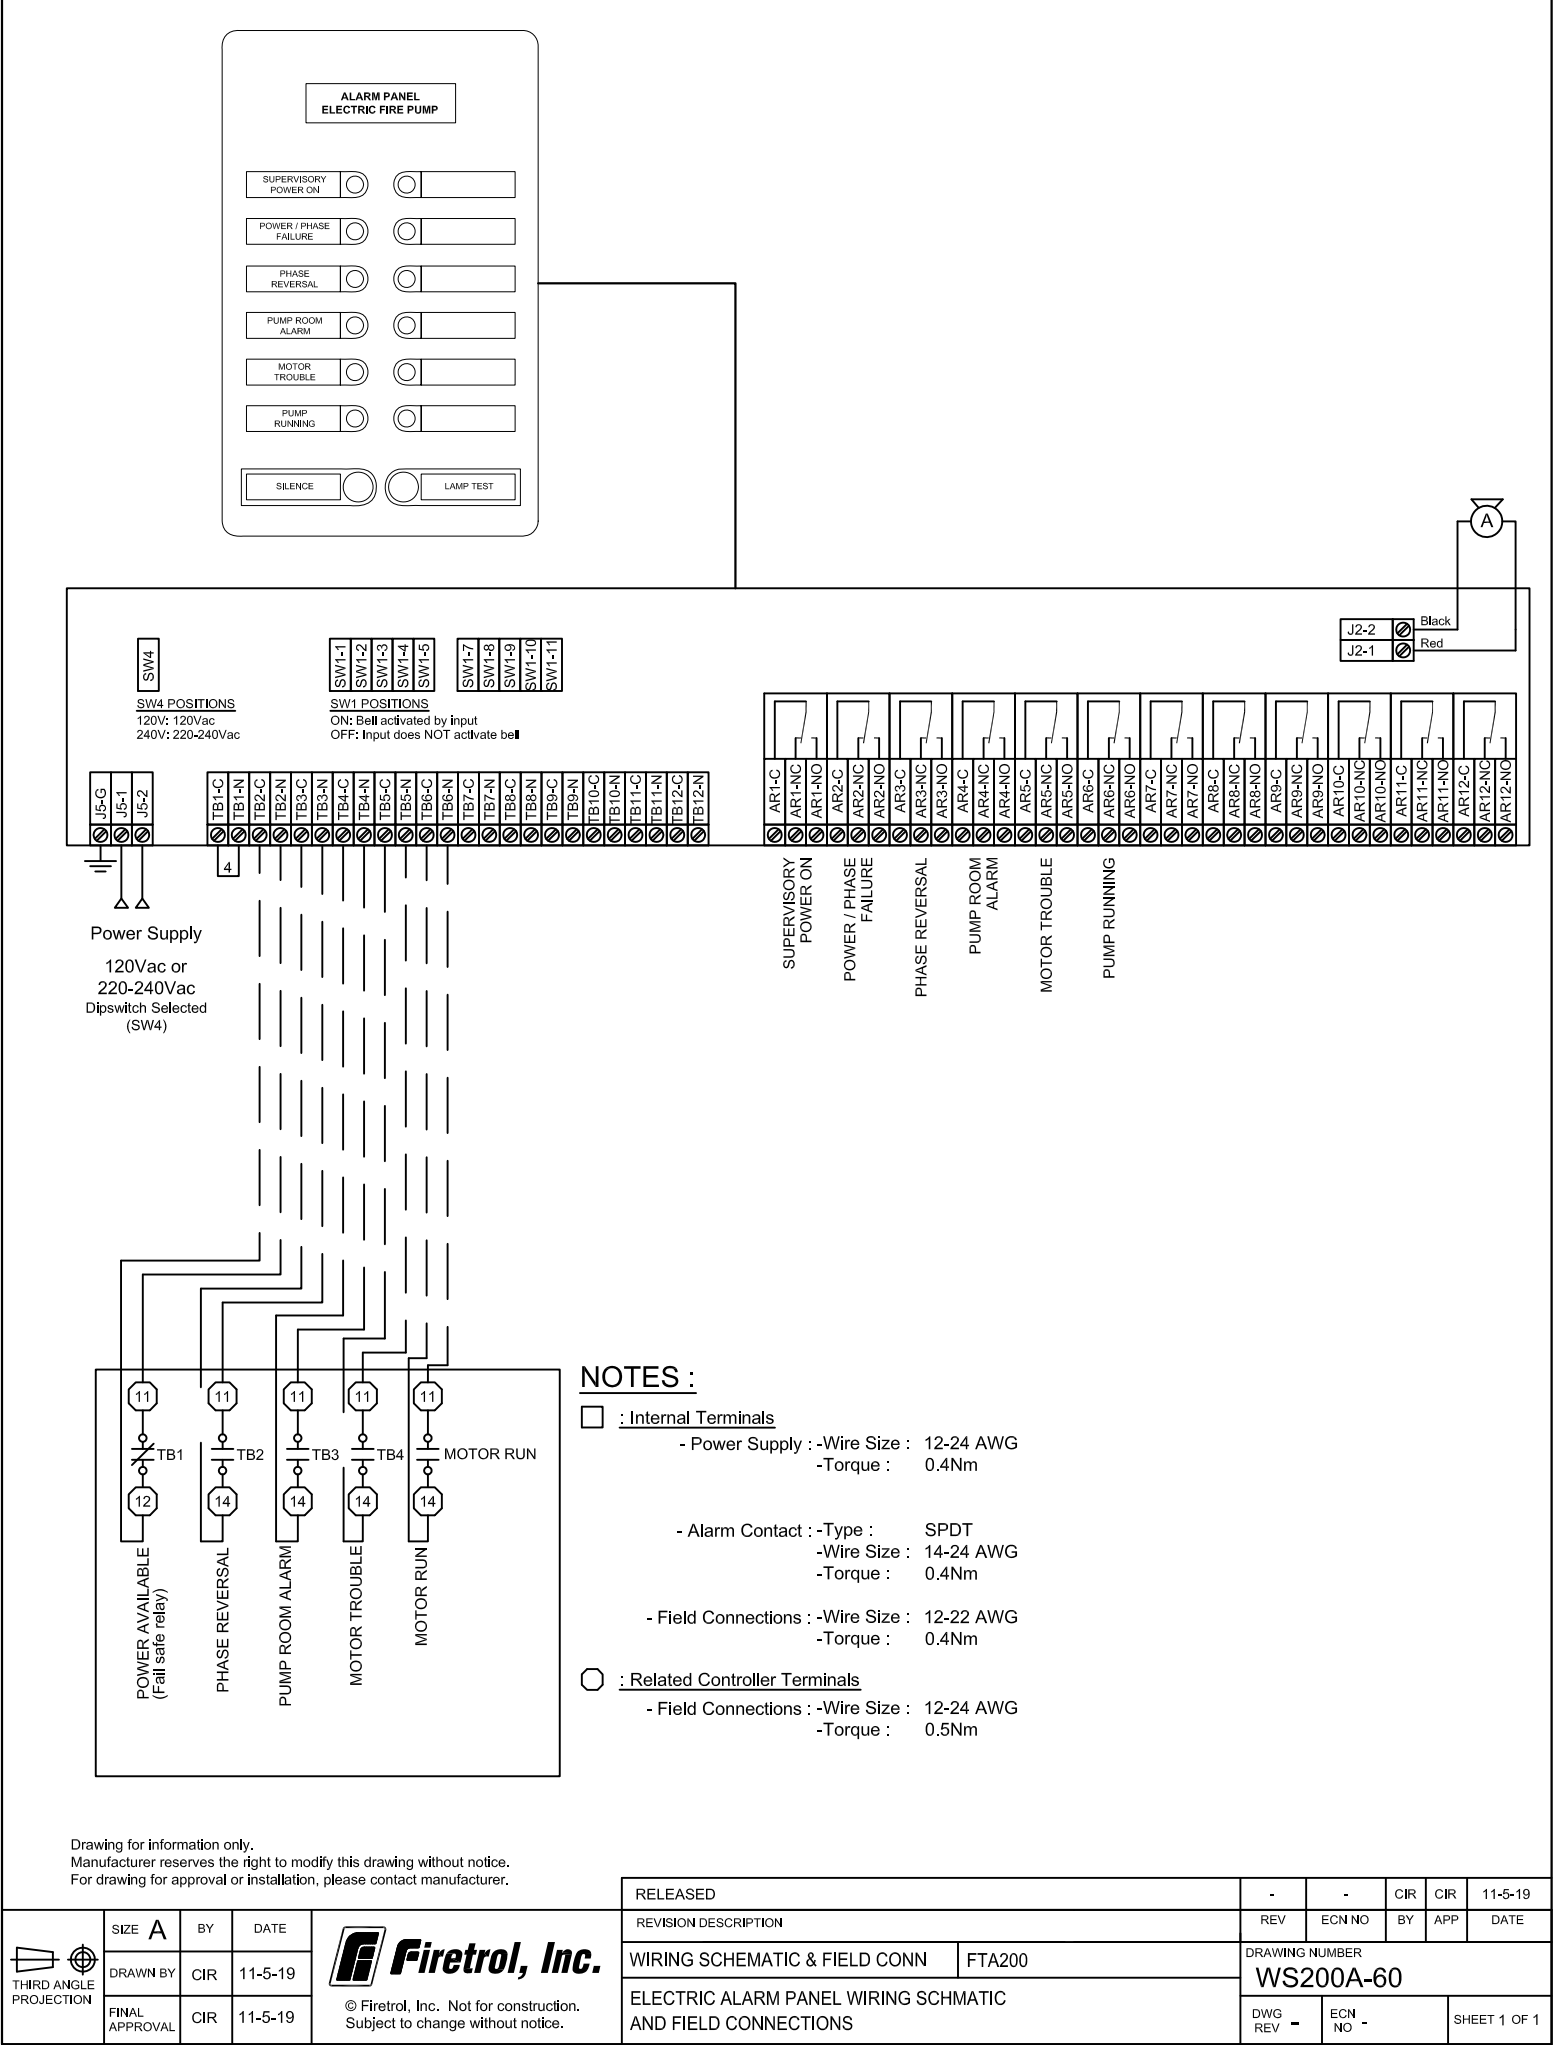 ALARM PANEL
ELECTRIC FIRE PUMP
SUPERVISORY
POWER ON
POWER / PHASE
FAILURE
PHASE
REVERSAL
PUMP ROOM
ALARM
MOTOR
TROUBLE
PUMP
RUNNING
SILENCE
LAMP TEST
A
J2-2
Black
J2-1
Red
SW4
SW4 POSITIONS
120V: 120Vac
240V: 220-240Vac
SW1-1
SW1-2
SW1-3
SW1-4
SW1-5
SW1-7
SW1-8
SW1-9
SW1-10
SW1-11
SW1 POSITIONS
ON: Bell activated by input
OFF: Input does NOT activate bell
J5-G
J5-1
J5-2
TB1-C
TB1-N
TB2-C
TB2-N
TB3-C
TB3-N
TB4-C
TB4-N
TB5-C
TB5-N
TB6-C
TB6-N
TB7-C
TB7-N
TB8-C
TB8-N
TB9-C
TB9-N
TB10-C
TB10-N
TB11-C
TB11-N
TB12-C
TB12-N
AR1-C
AR1-NC
AR1-NO
AR2-C
AR2-NC
AR2-NO
AR3-C
AR3-NC
AR3-NO
AR4-C
AR4-NC
AR4-NO
AR5-C
AR5-NC
AR5-NO
AR6-C
AR6-NC
AR6-NO
AR7-C
AR7-NC
AR7-NO
AR8-C
AR8-NC
AR8-NO
AR9-C
AR9-NC
AR9-NO
AR10-C
AR10-NC
AR10-NO
AR11-C
AR11-NC
AR11-NO
AR12-C
AR12-NC
AR12-NO
4
Power Supply
120Vac or
220-240Vac
Dipswitch Selected
(SW4)
SUPERVISORY
POWER ON
POWER / PHASE
FAILURE
PHASE REVERSAL
PUMP ROOM
ALARM
MOTOR TROUBLE
PUMP RUNNING
11
11
11
11
11
TB1
TB2
TB3
TB4
MOTOR RUN
12
14
14
14
14
POWER AVAILABLE
(Fail safe relay)
PHASE REVERSAL
PUMP ROOM ALARM
MOTOR TROUBLE
MOTOR RUN
NOTES :
: Internal Terminals
- Power Supply : -Wire Size : 12-24 AWG
-Torque : 0.4Nm
- Alarm Contact : -Type : SPDT
-Wire Size : 14-24 AWG
-Torque : 0.4Nm
- Field Connections : -Wire Size : 12-22 AWG
-Torque : 0.4Nm
: Related Controller Terminals
- Field Connections : -Wire Size : 12-24 AWG
-Torque : 0.5Nm
Drawing for information only.
Manufacturer reserves the right to modify this drawing without notice.
For drawing for approval or installation, please contact manufacturer.
THIRD ANGLE
PROJECTION
SIZE A BY DATE
DRAWN BY CIR 11-5-19
FINAL
APPROVAL CIR 11-5-19
Firetrol, Inc.
© Firetrol, Inc. Not for construction.
Subject to change without notice.
RELEASED - - CIR CIR 11-5-19
REVISION DESCRIPTION REV ECN NO BY APP DATE
WIRING SCHEMATIC & FIELD CONN FTA200
ELECTRIC ALARM PANEL WIRING SCHMATIC
AND FIELD CONNECTIONS
DRAWING NUMBER
WS200A-60
DWG
REV -
ECN
NO -
SHEET 1 OF 1